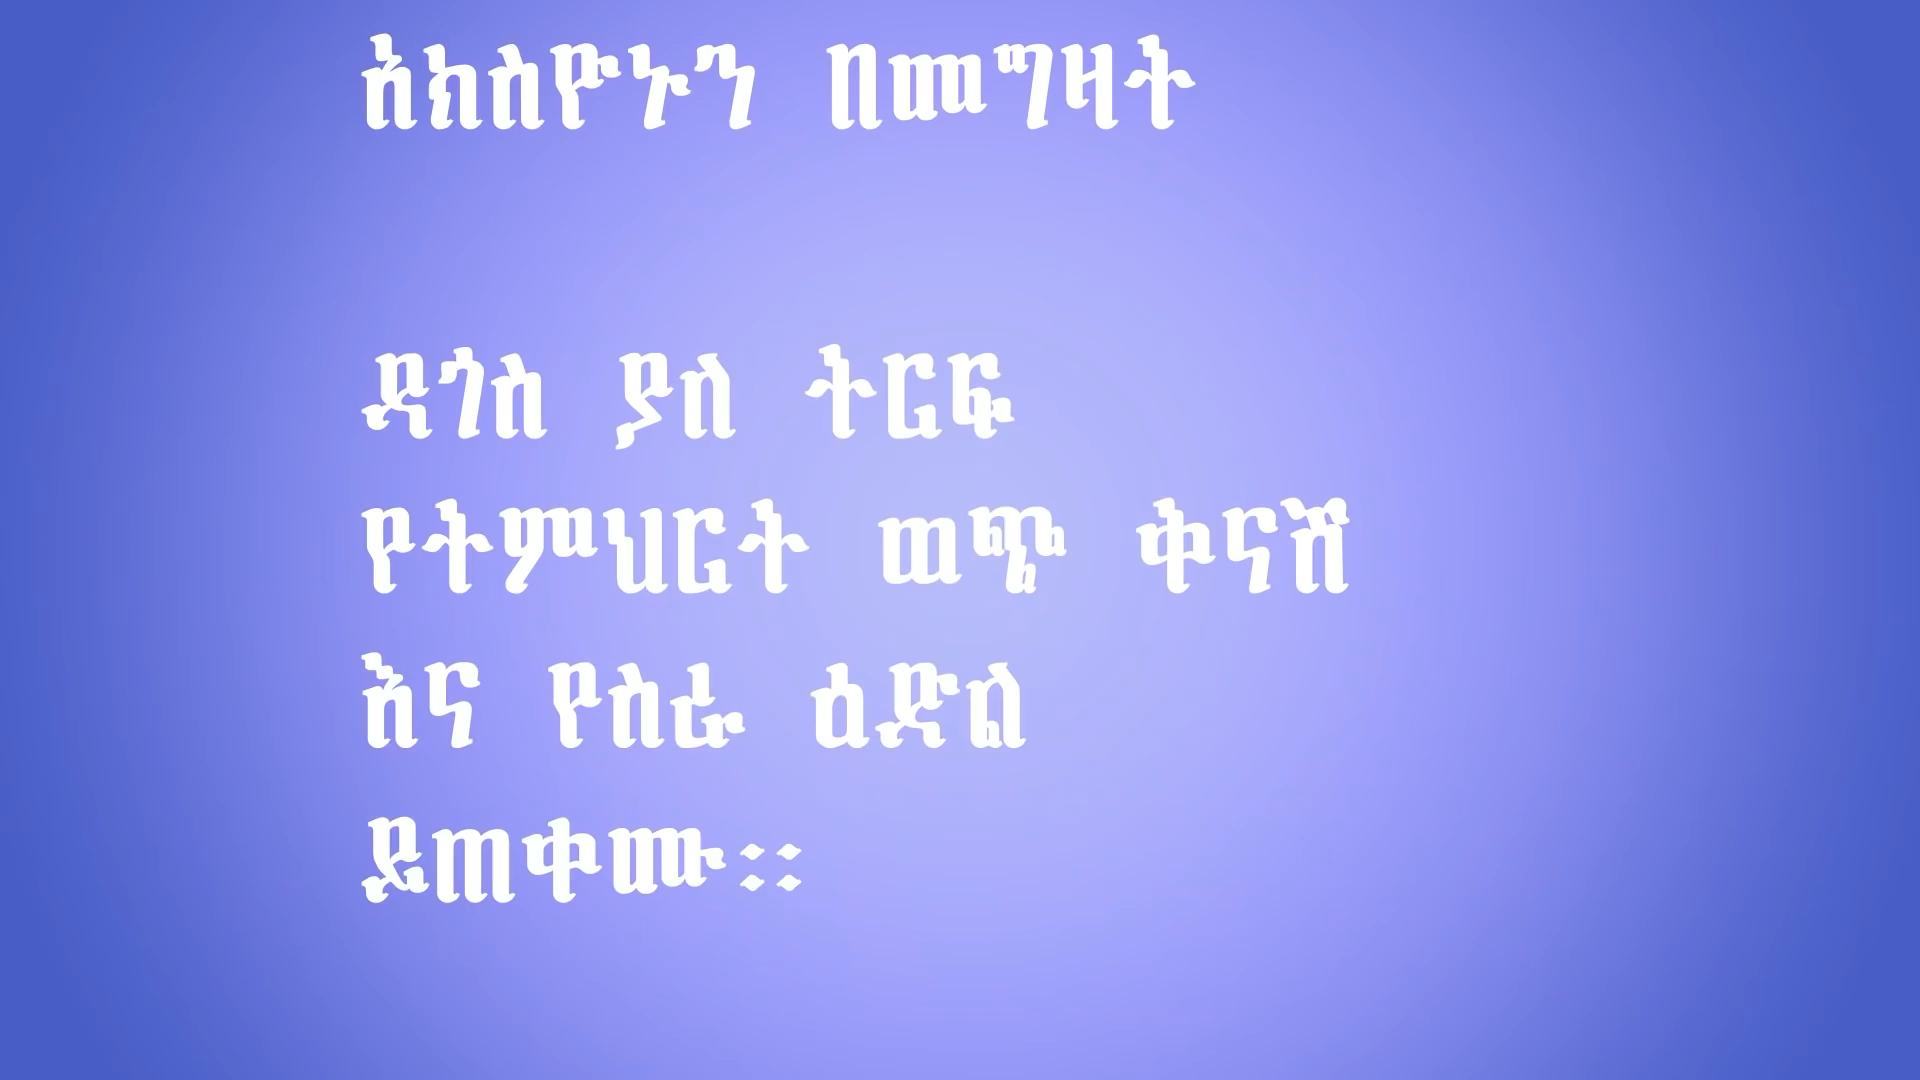 አክስዮኑን በመግዛት
ዳጎስ ያለ ትርፍ
የትምህርት ወጭ ቅናሽ
እና የስራ ዕድል
ይጠቀሙ፡፡